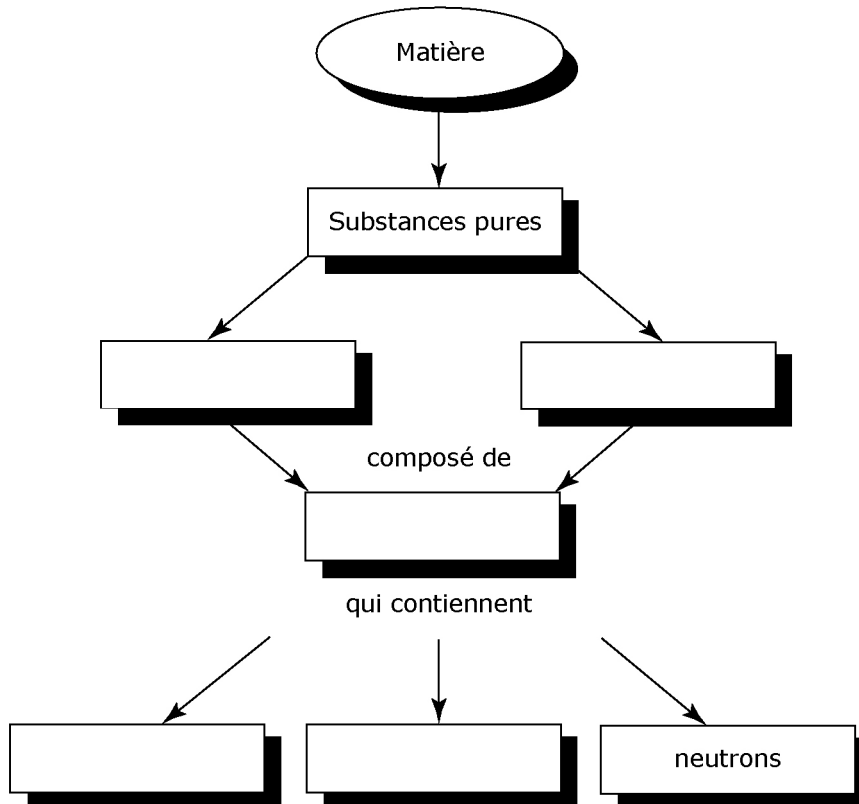 Matière
Substances pures
composé de
qui contiennent
neutrons